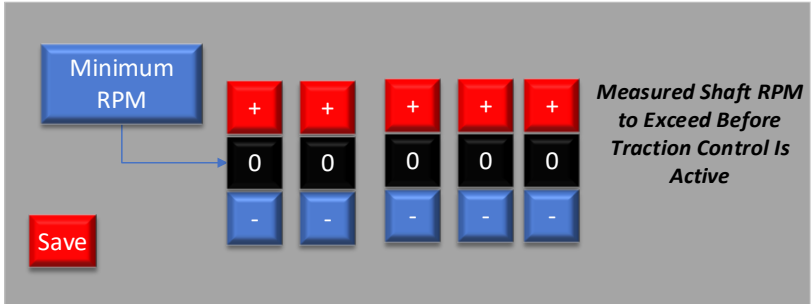 Minimum
RPM
+ + + + +
0 0 0 0 0
- - - - -
Measured Shaft RPM
to Exceed Before
Traction Control Is
Active
Save